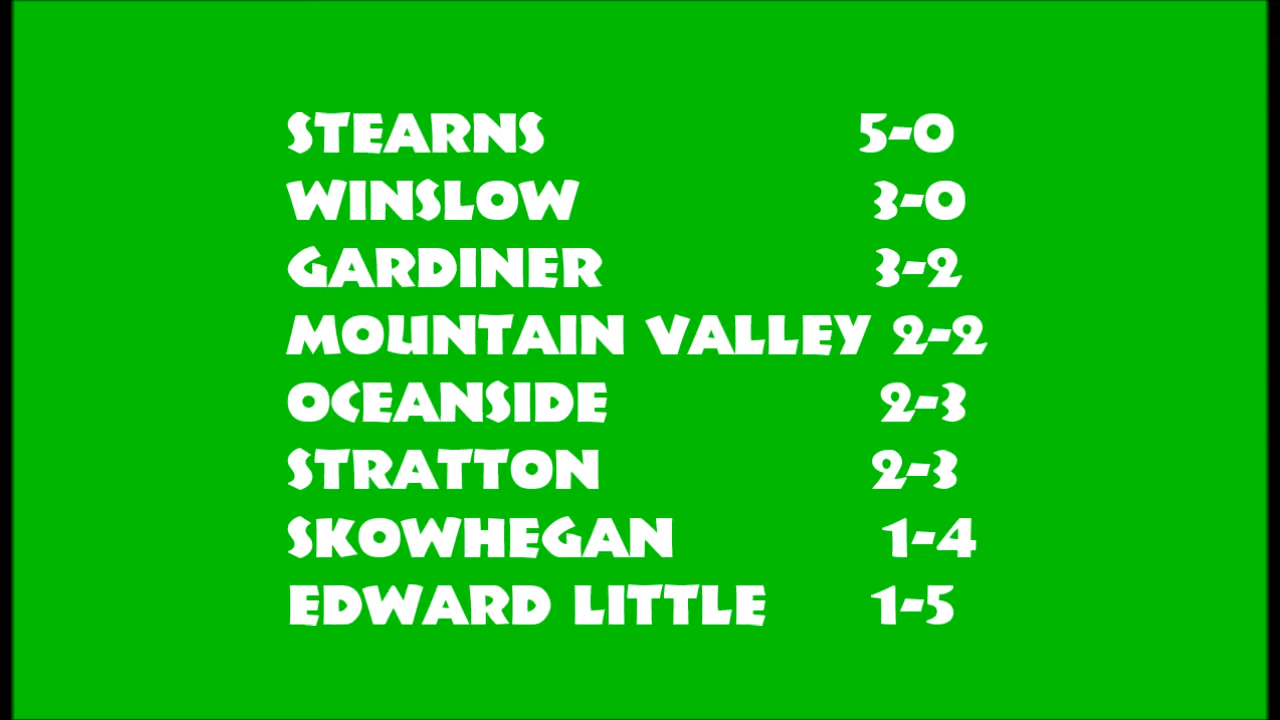 STEARNS 5-0
WINSLOW 3-0
GARDINER 3-2
MOUNTAIN VALLEY 2-2
OCEANSIDE 2-3
STRATTON 2-3
SKOWHEGAN 1-4
EDWARD LITTLE 1-5